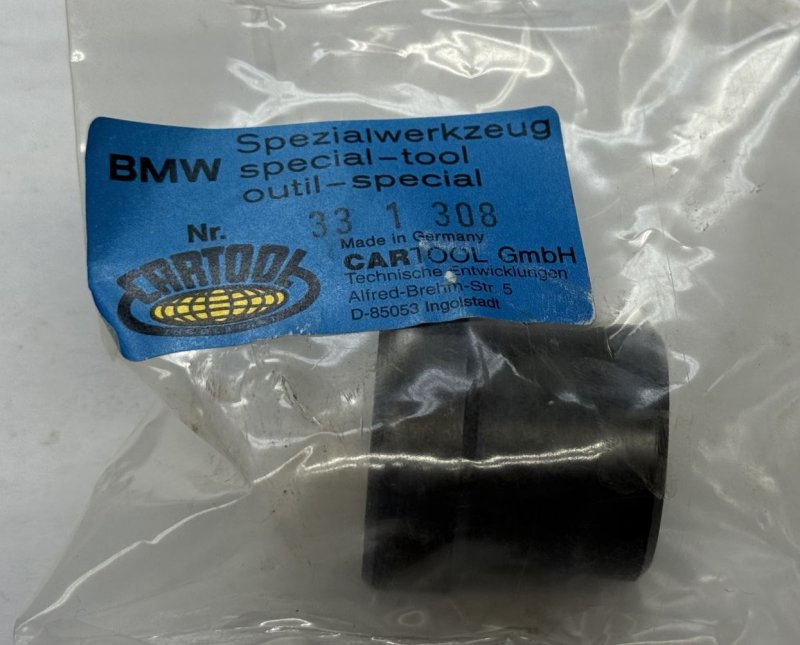 BMW
Spezialwerkzeug
special-tool
outil-special
Nr. 33 1 308
Made in Germany
CARTOOL
CARTOOL GmbH
Technische Entwicklungen
Alfred-Brehm-Str. 5
D-85053 Ingolstadt